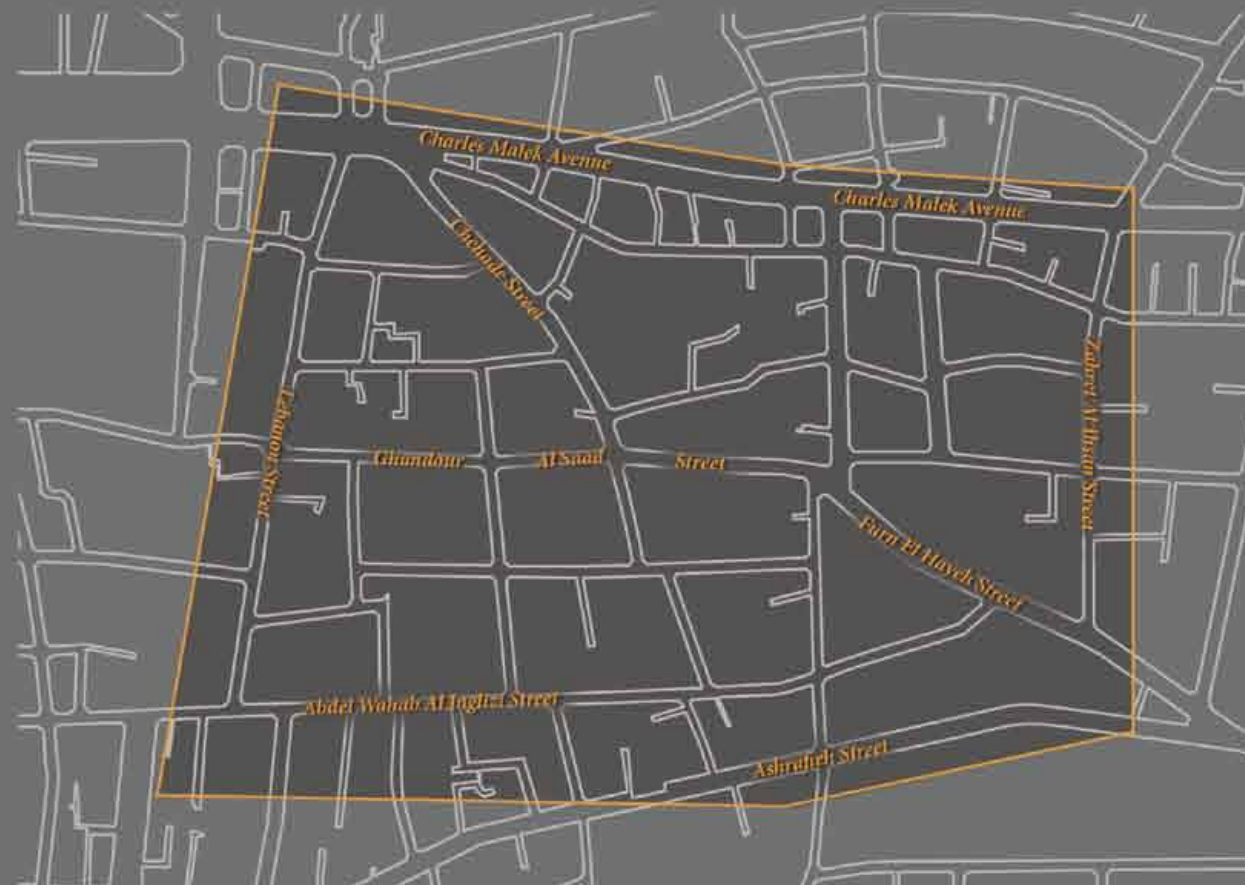 Charles Malek Avenue
Charles Malek Avenue
Chehade Street
Lebanon Street
Zahret Al Ihsan Street
Ghandour Al Saad Street
Furn El Hayek Street
Abdel Wahab Al Inglizi Street
Ashrafieh Street